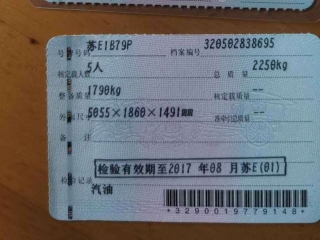 号牌号码 苏E1B79P 档案编号 320502838695
核定载人数 5人 总质量 2250kg
整备质量 1790kg 核定载质量 --
外廓尺寸 5055×1860×1491mm 准牵引总质量 --
备注
检验有效期至2017年08月苏E(01)
检验记录
汽油
*3290019779148*